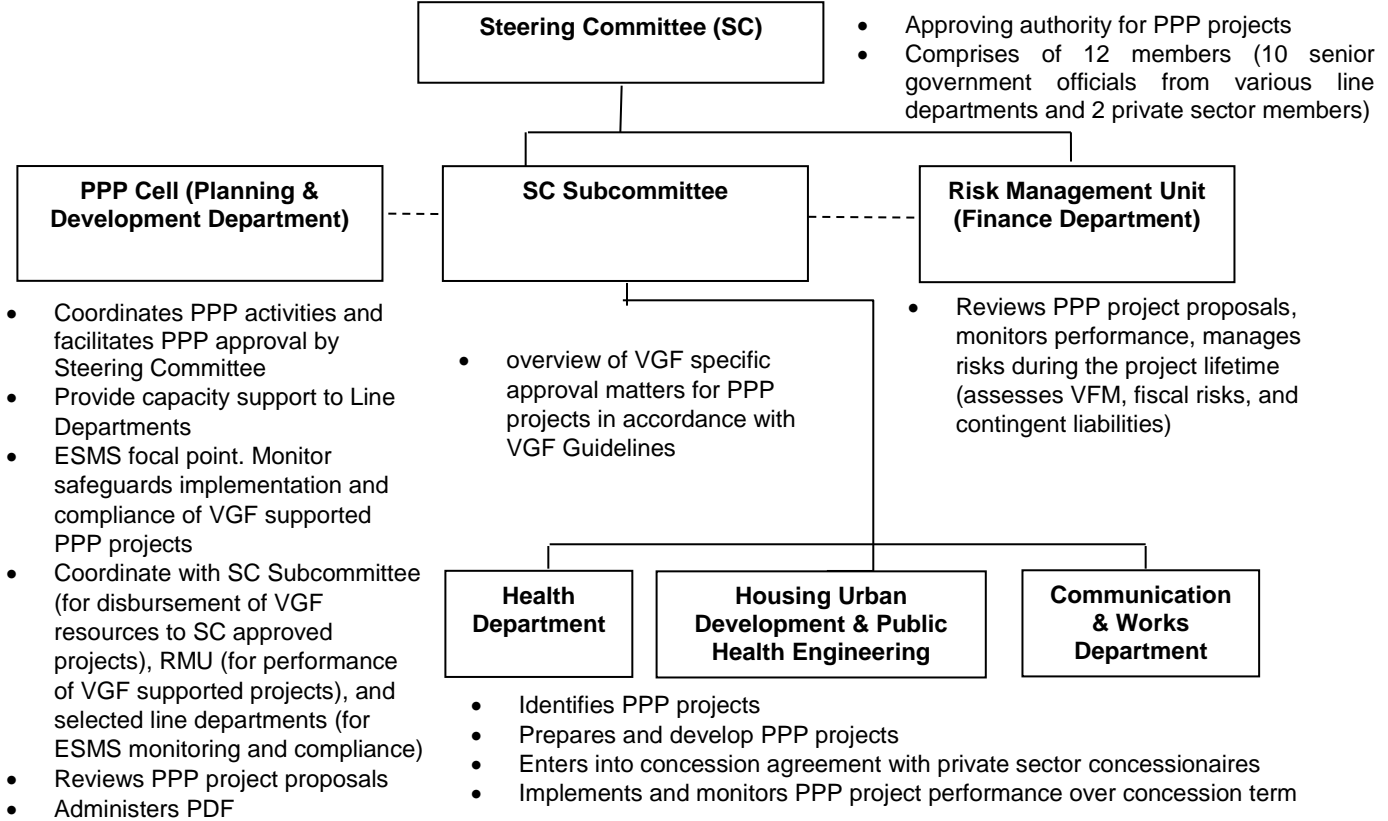 Steering Committee (SC)
• Approving authority for PPP projects
• Comprises of 12 members (10 senior
government officials from various line
departments and 2 private sector members)
PPP Cell (Planning &
Development Department)
SC Subcommittee
Risk Management Unit
(Finance Department)
• Coordinates PPP activities and
facilitates PPP approval by
Steering Committee
• Provide capacity support to Line
Departments
• ESMS focal point. Monitor
safeguards implementation and
compliance of VGF supported
PPP projects
• Coordinate with SC Subcommittee
(for disbursement of VGF
resources to SC approved
projects), RMU (for performance
of VGF supported projects), and
selected line departments (for
ESMS monitoring and compliance)
• Reviews PPP project proposals
• Administers PDF
• overview of VGF specific
approval matters for PPP
projects in accordance with
VGF Guidelines
• Reviews PPP project proposals,
monitors performance, manages
risks during the project lifetime
(assesses VFM, fiscal risks, and
contingent liabilities)
Health
Department
Housing Urban
Development & Public
Health Engineering
Communication
& Works
Department
• Identifies PPP projects
• Prepares and develop PPP projects
• Enters into concession agreement with private sector concessionaires
• Implements and monitors PPP project performance over concession term